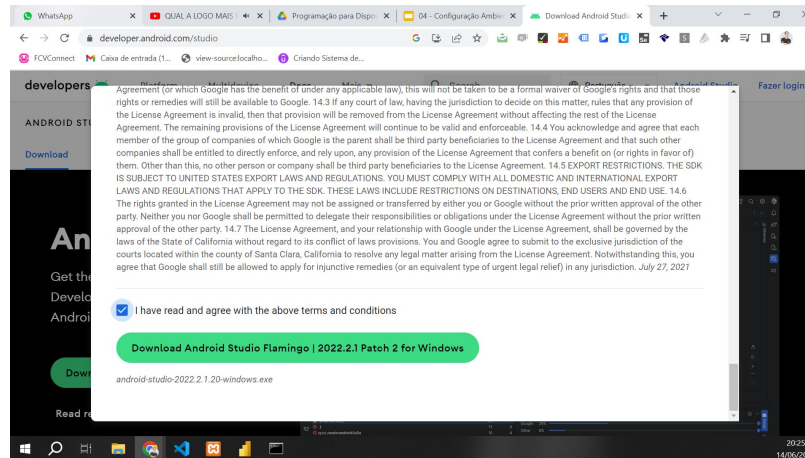 WhatsApp
QUAL A LOGO MAIS
Programação para Dispos
04 - Configuração Ambien
Download Android Studio
developer.android.com/studio
FCVConnect
Caixa de entrada (1...
view-source:localho...
Criando Sistema de...
developers
Platform
Multidevice
Docs
Mais
Search
Português
Android Studio
Fazer login
ANDROID STU
Download
Agreement (or which Google has the benefit of under any applicable law), this will not be taken to be a formal waiver of Google's rights and that those
rights or remedies will still be available to Google. 14.3 If any court of law, having the jurisdiction to decide on this matter, rules that any provision of
the License Agreement is invalid, then that provision will be removed from the License Agreement without affecting the rest of the License
Agreement. The remaining provisions of the License Agreement will continue to be valid and enforceable. 14.4 You acknowledge and agree that each
member of the group of companies of which Google is the parent shall be third party beneficiaries to the License Agreement and that such other
companies shall be entitled to directly enforce, and rely upon, any provision of the License Agreement that confers a benefit on (or rights in favor of)
them. Other than this, no other person or company shall be third party beneficiaries to the License Agreement. 14.5 EXPORT RESTRICTIONS. THE SDK
IS SUBJECT TO UNITED STATES EXPORT LAWS AND REGULATIONS. YOU MUST COMPLY WITH ALL DOMESTIC AND INTERNATIONAL EXPORT
LAWS AND REGULATIONS THAT APPLY TO THE SDK. THESE LAWS INCLUDE RESTRICTIONS ON DESTINATIONS, END USERS AND END USE. 14.6
The rights granted in the License Agreement may not be assigned or transferred by either you or Google without the prior written approval of the other
party. Neither you nor Google shall be permitted to delegate their responsibilities or obligations under the License Agreement without the prior written
approval of the other party. 14.7 The License Agreement, and your relationship with Google under the License Agreement, shall be governed by the
laws of the State of California without regard to its conflict of laws provisions. You and Google agree to submit to the exclusive jurisdiction of the
courts located within the county of Santa Clara, California to resolve any legal matter arising from the License Agreement. Notwithstanding this, you
agree that Google shall still be allowed to apply for injunctive remedies (or an equivalent type of urgent legal relief) in any jurisdiction. July 27, 2021
An
Get the
Develo
Androi
I have read and agree with the above terms and conditions
Download Android Studio Flamingo | 2022.2.1 Patch 2 for Windows
android-studio-2022.2.1.20-windows.exe
Down
Read re
20:25
14/06/20